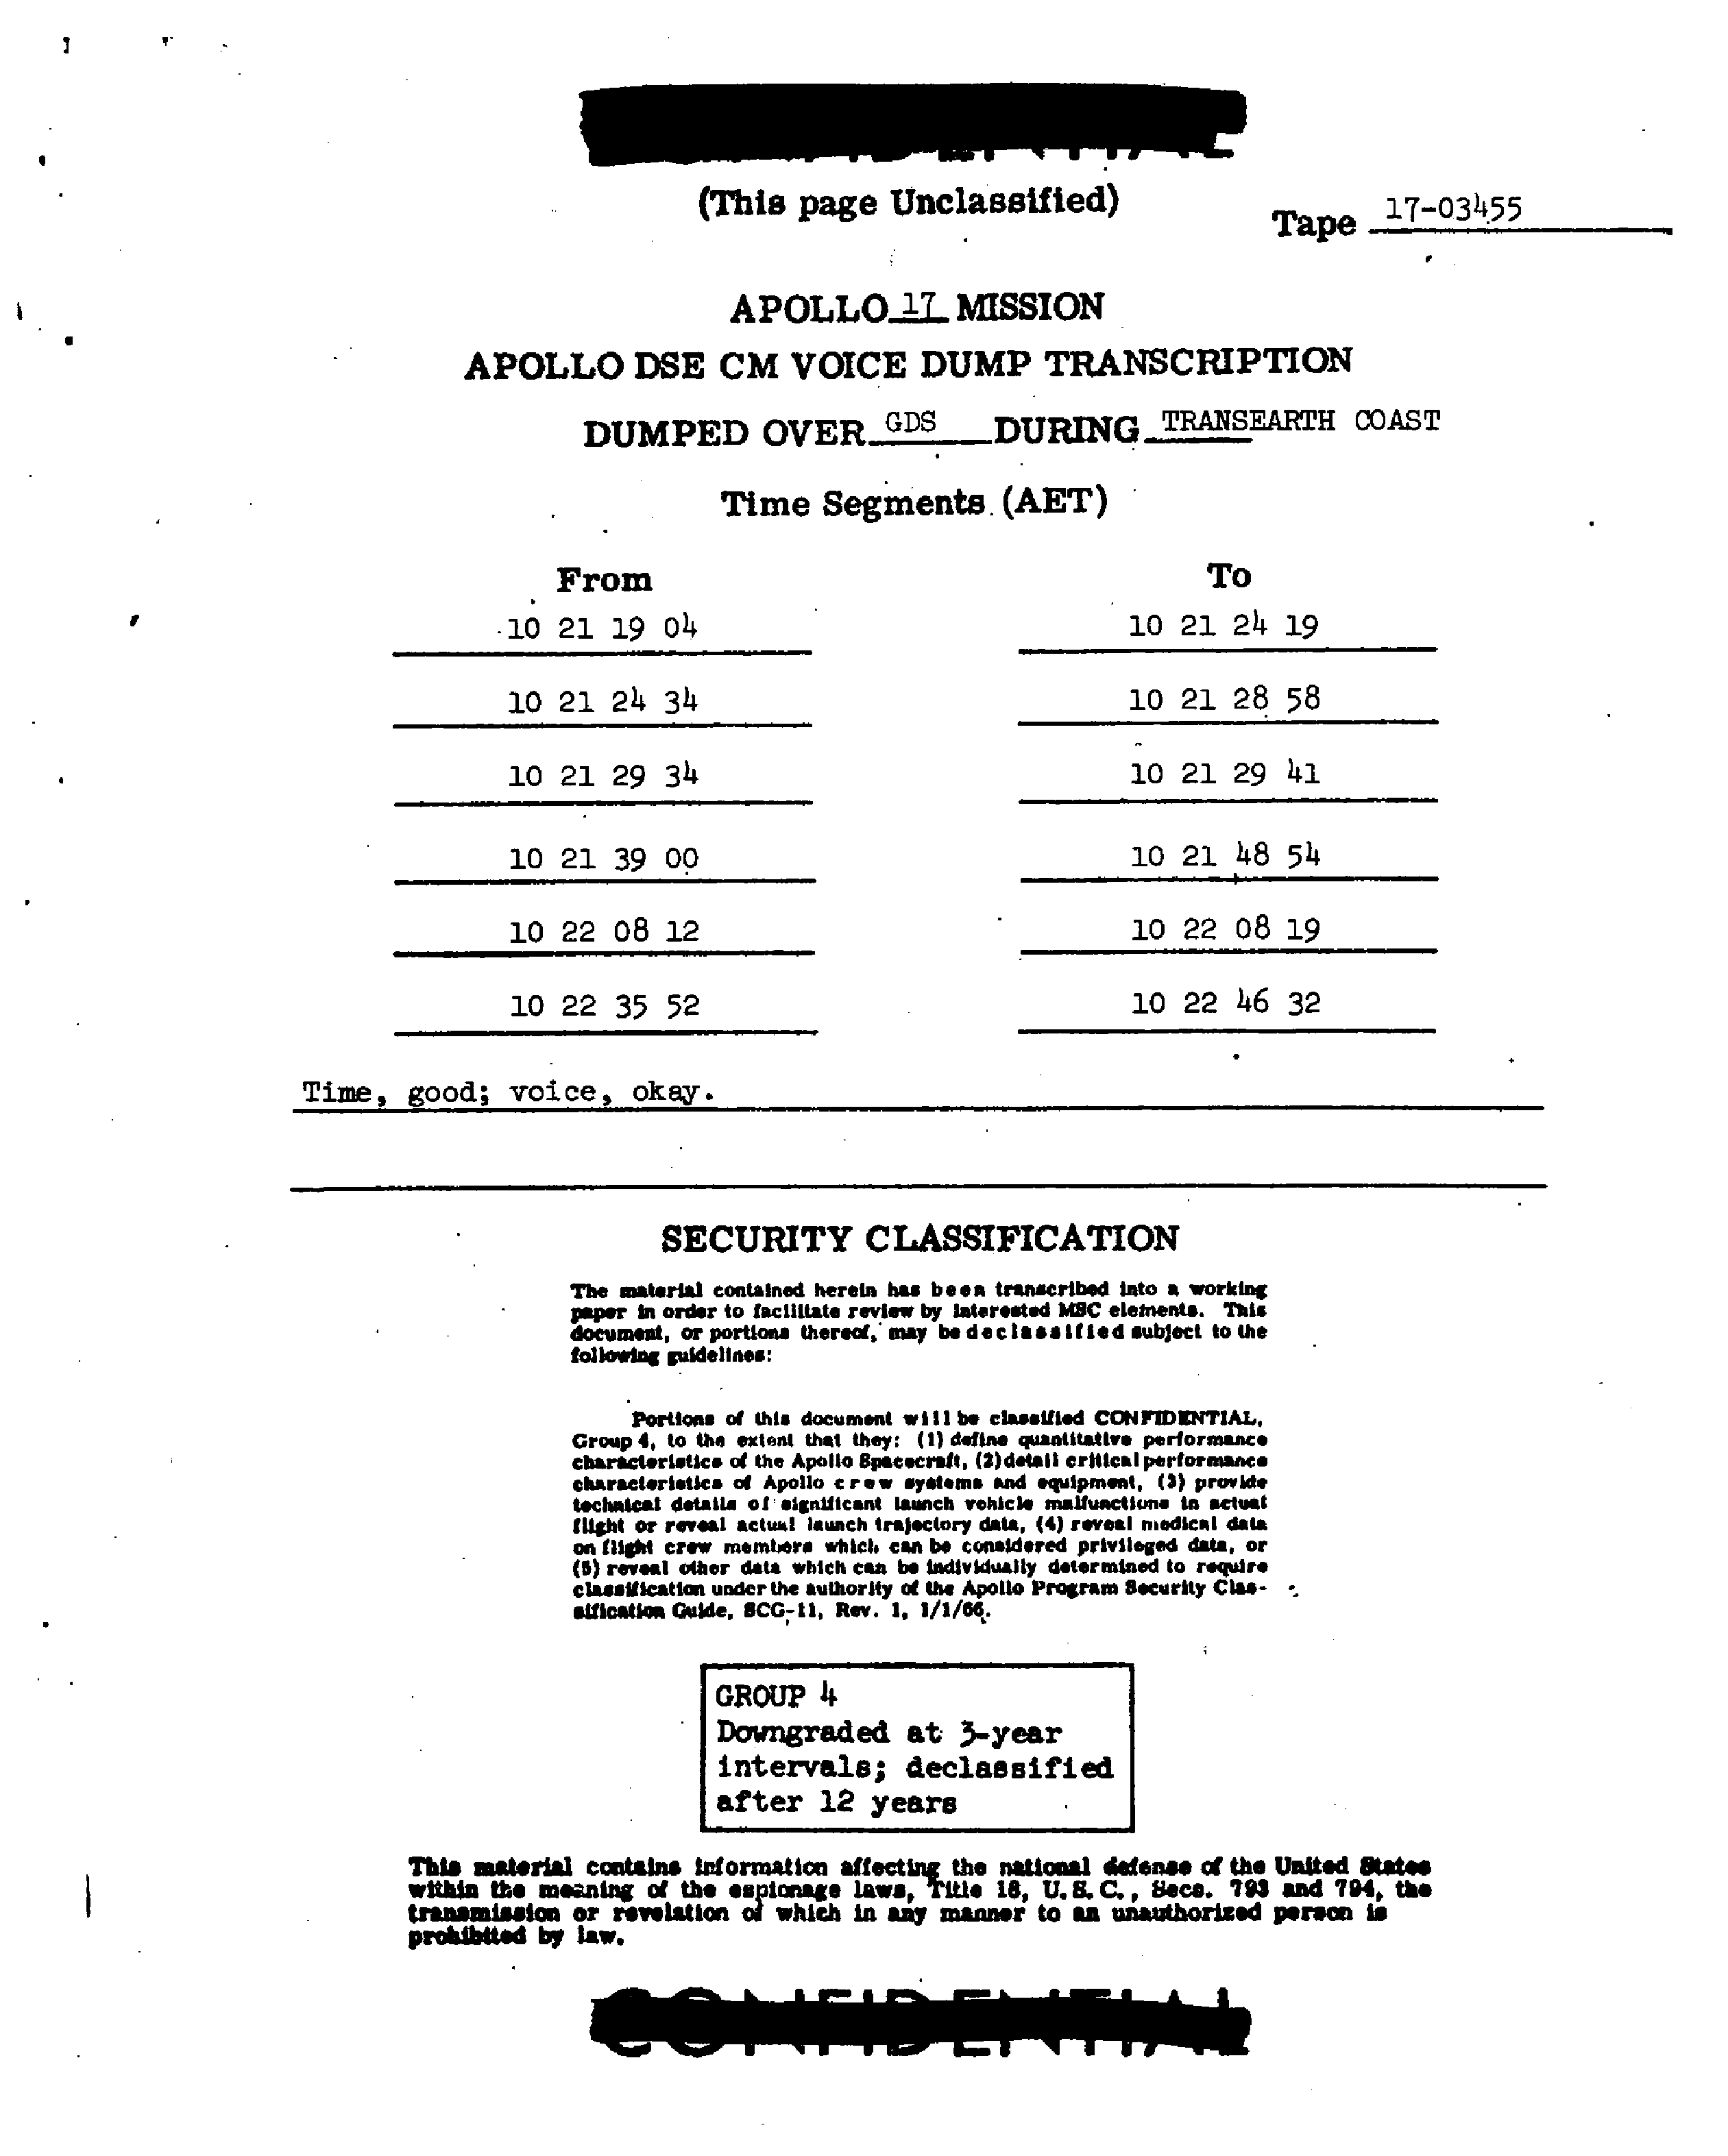 (This page Unclassified)
Tape 17-03455
APOLLO 17 MISSION
APOLLO DSE CM VOICE DUMP TRANSCRIPTION
DUMPED OVER GDS DURING TRANSEARTH COAST
Time Segments (AET)
From To
10 21 19 04 10 21 24 19
10 21 24 34 10 21 28 58
10 21 29 34 10 21 29 41
10 21 39 00 10 21 48 54
10 22 08 12 10 22 08 19
10 22 35 52 10 22 46 32
Time, good; voice, okay.
SECURITY CLASSIFICATION
The material contained herein has been transcribed into a working
paper in order to facilitate review by interested MSC elements. This
document, or portions thereof, may be declassified subject to the
following guidelines:
Portions of this document will be classified CONFIDENTIAL,
Group 4, to the extent that they: (1) define quantitative performance
characteristics of the Apollo Spacecraft, (2) detail critical performance
characteristics of Apollo crew systems and equipment, (3) provide
technical details of significant launch vehicle malfunctions in actual
flight or reveal actual launch trajectory data, (4) reveal medical data
on flight crew members which can be considered privileged data, or
(5) reveal other data which can be individually determined to require
classification under the authority of the Apollo Program Security Clas-
sification Guide, SCG-11, Rev. 1, 1/1/66.
GROUP 4
Downgraded at 3-year
intervals; declassified
after 12 years
This material contains information affecting the national defense of the United States
within the meaning of the espionage laws, Title 18, U.S.C., Secs. 793 and 794, the
transmission or revelation of which in any manner to an unauthorized person is
prohibited by law.
CONFIDENTIAL